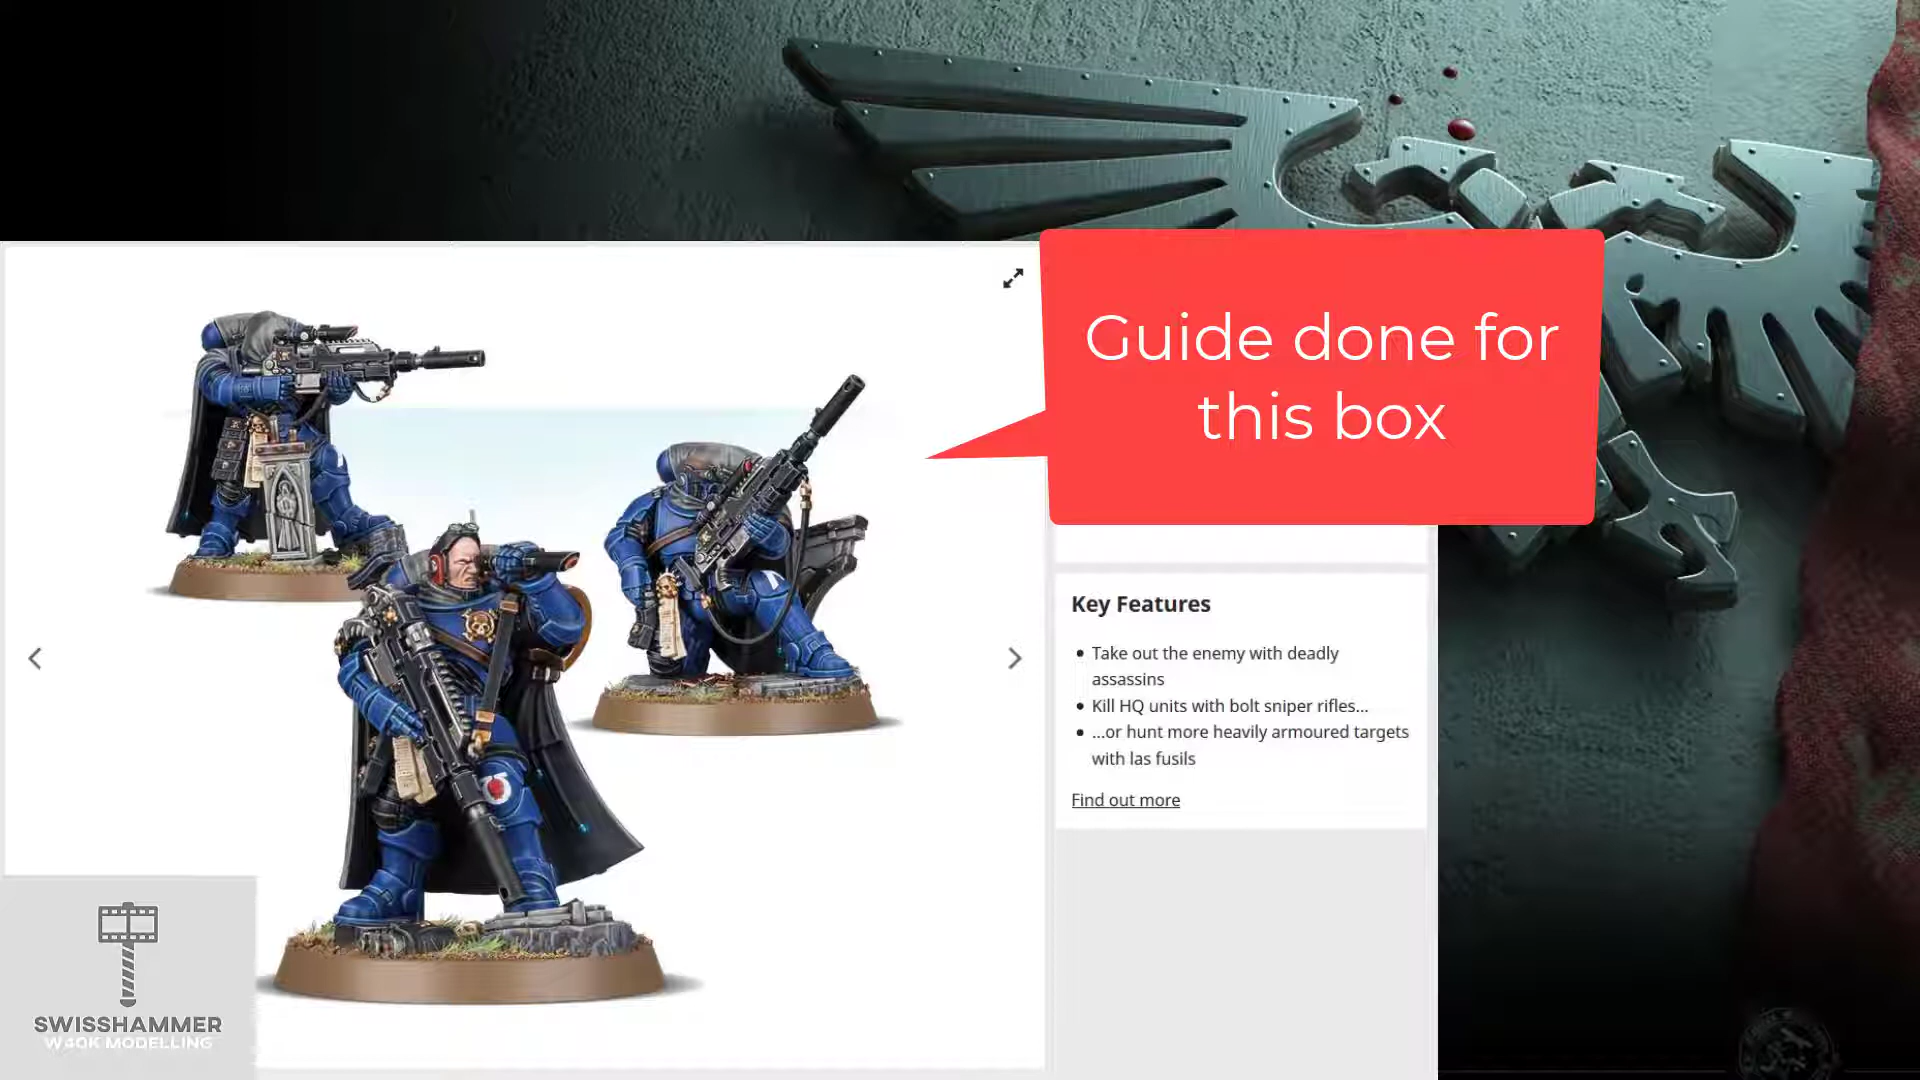 Guide done for
this box
Key Features
• Take out the enemy with deadly
assassins
• Kill HQ units with bolt sniper rifles...
• ...or hunt more heavily armoured targets
with las fusils
Find out more
SWISSHAMMER
W40K MODELLING